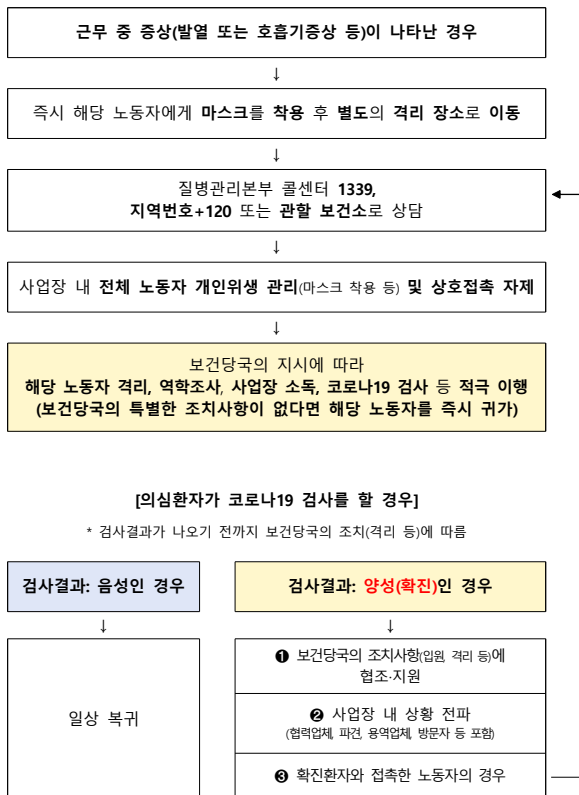 근무 중 증상(발열 또는 호흡기증상 등)이 나타난 경우
↓
즉시 해당 노동자에게 마스크를 착용 후 별도의 격리 장소로 이동
↓
질병관리본부 콜센터 1339,
지역번호+120 또는 관할 보건소로 상담
↓
사업장 내 전체 노동자 개인위생 관리(마스크 착용 등) 및 상호접촉 자제
↓
보건당국의 지시에 따라
해당 노동자 격리, 역학조사, 사업장 소독, 코로나19 검사 등 적극 이행
(보건당국의 특별한 조치사항이 없다면 해당 노동자를 즉시 귀가)
[의심환자가 코로나19 검사를 할 경우]
* 검사결과가 나오기 전까지 보건당국의 조치(격리 등)에 따름
검사결과: 음성인 경우
↓
일상 복귀
검사결과: 양성(확진)인 경우
↓
❶ 보건당국의 조치사항(입원, 격리 등)에
협조·지원
❷ 사업장 내 상황 전파
(협력업체, 파견, 용역업체, 방문자 등 포함)
❸ 확진환자와 접촉한 노동자의 경우